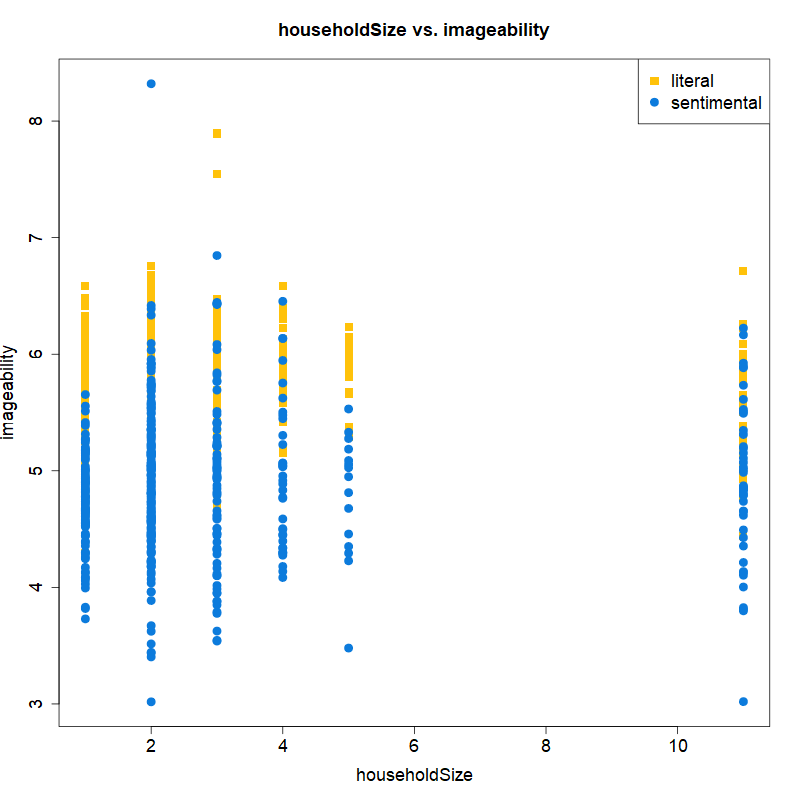 householdSize vs. imageability
literal
sentimental
8
7
6
5
4
3
imageability
2 4 6 8 10
householdSize